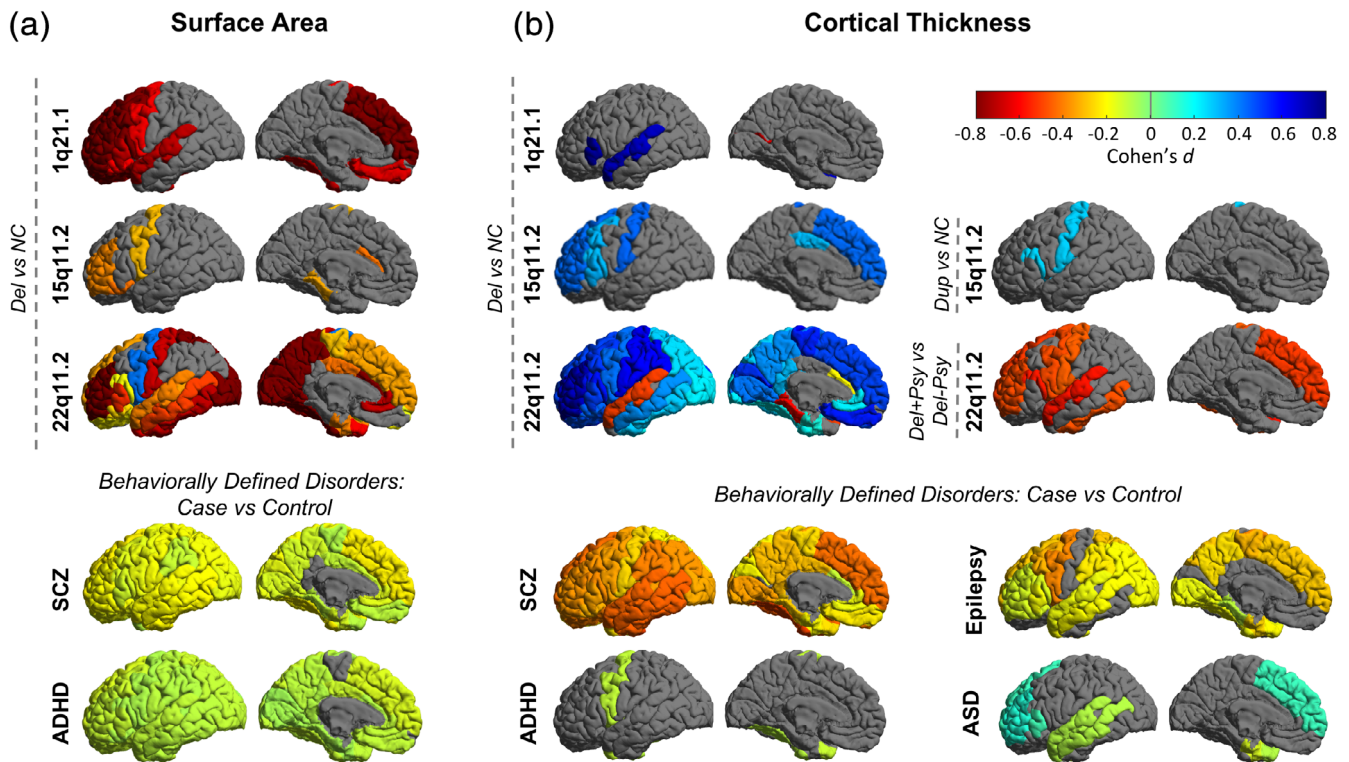 (a) Surface Area
(b) Cortical Thickness
-0.8 -0.6 -0.4 -0.2 0 0.2 0.4 0.6 0.8
Cohen's d
Del vs NC
1q21.1
15q11.2
22q11.2
Del vs NC
1q21.1
15q11.2
22q11.2
Dup vs NC
15q11.2
Del+Psy vs
Del-Psy
22q11.2
Behaviorally Defined Disorders:
Case vs Control
SCZ
ADHD
Behaviorally Defined Disorders: Case vs Control
SCZ
ADHD
Epilepsy
ASD